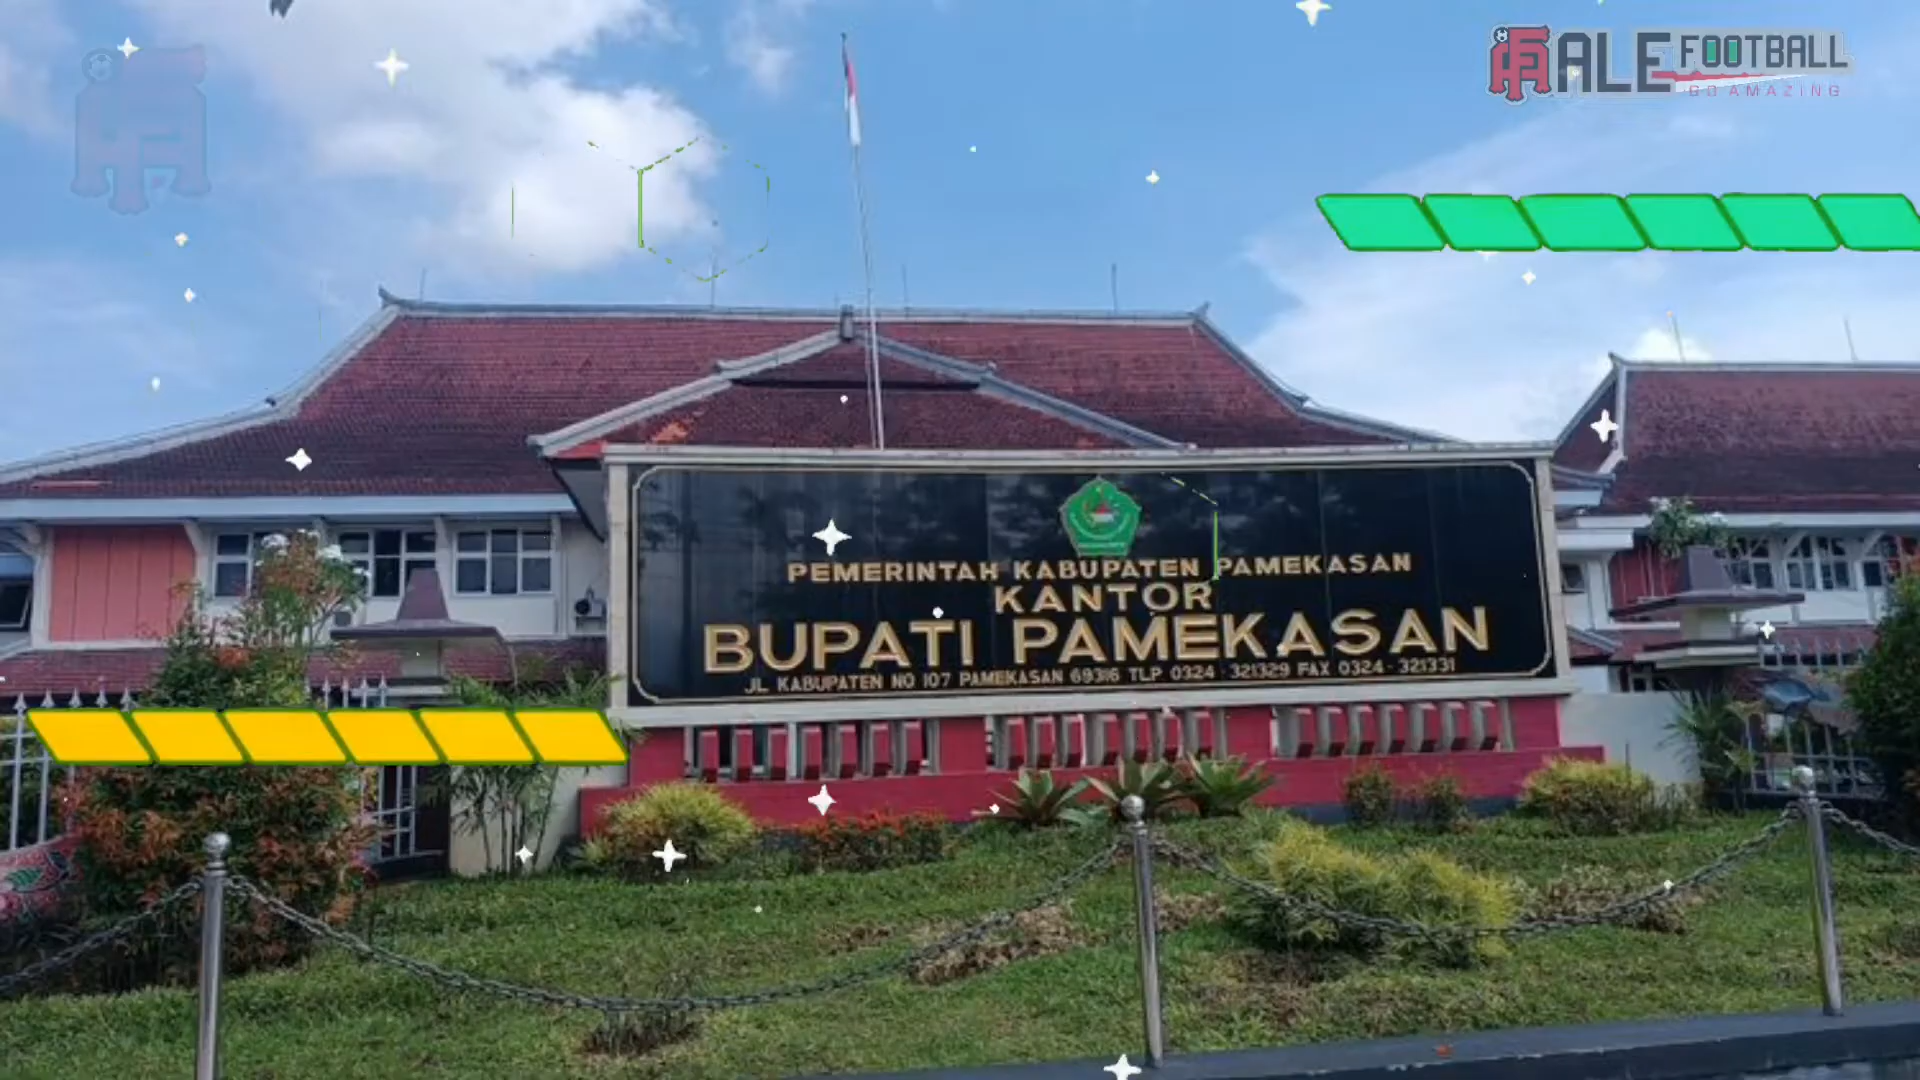 ALE FOOTBALL
GO AMAZING
PEMERINTAH KABUPATEN PAMEKASAN
KANTOR
BUPATI PAMEKASAN
JL KABUPATEN NO 107 PAMEKASAN 69316 TLP 0324 - 321329 FAX 0324 - 321331